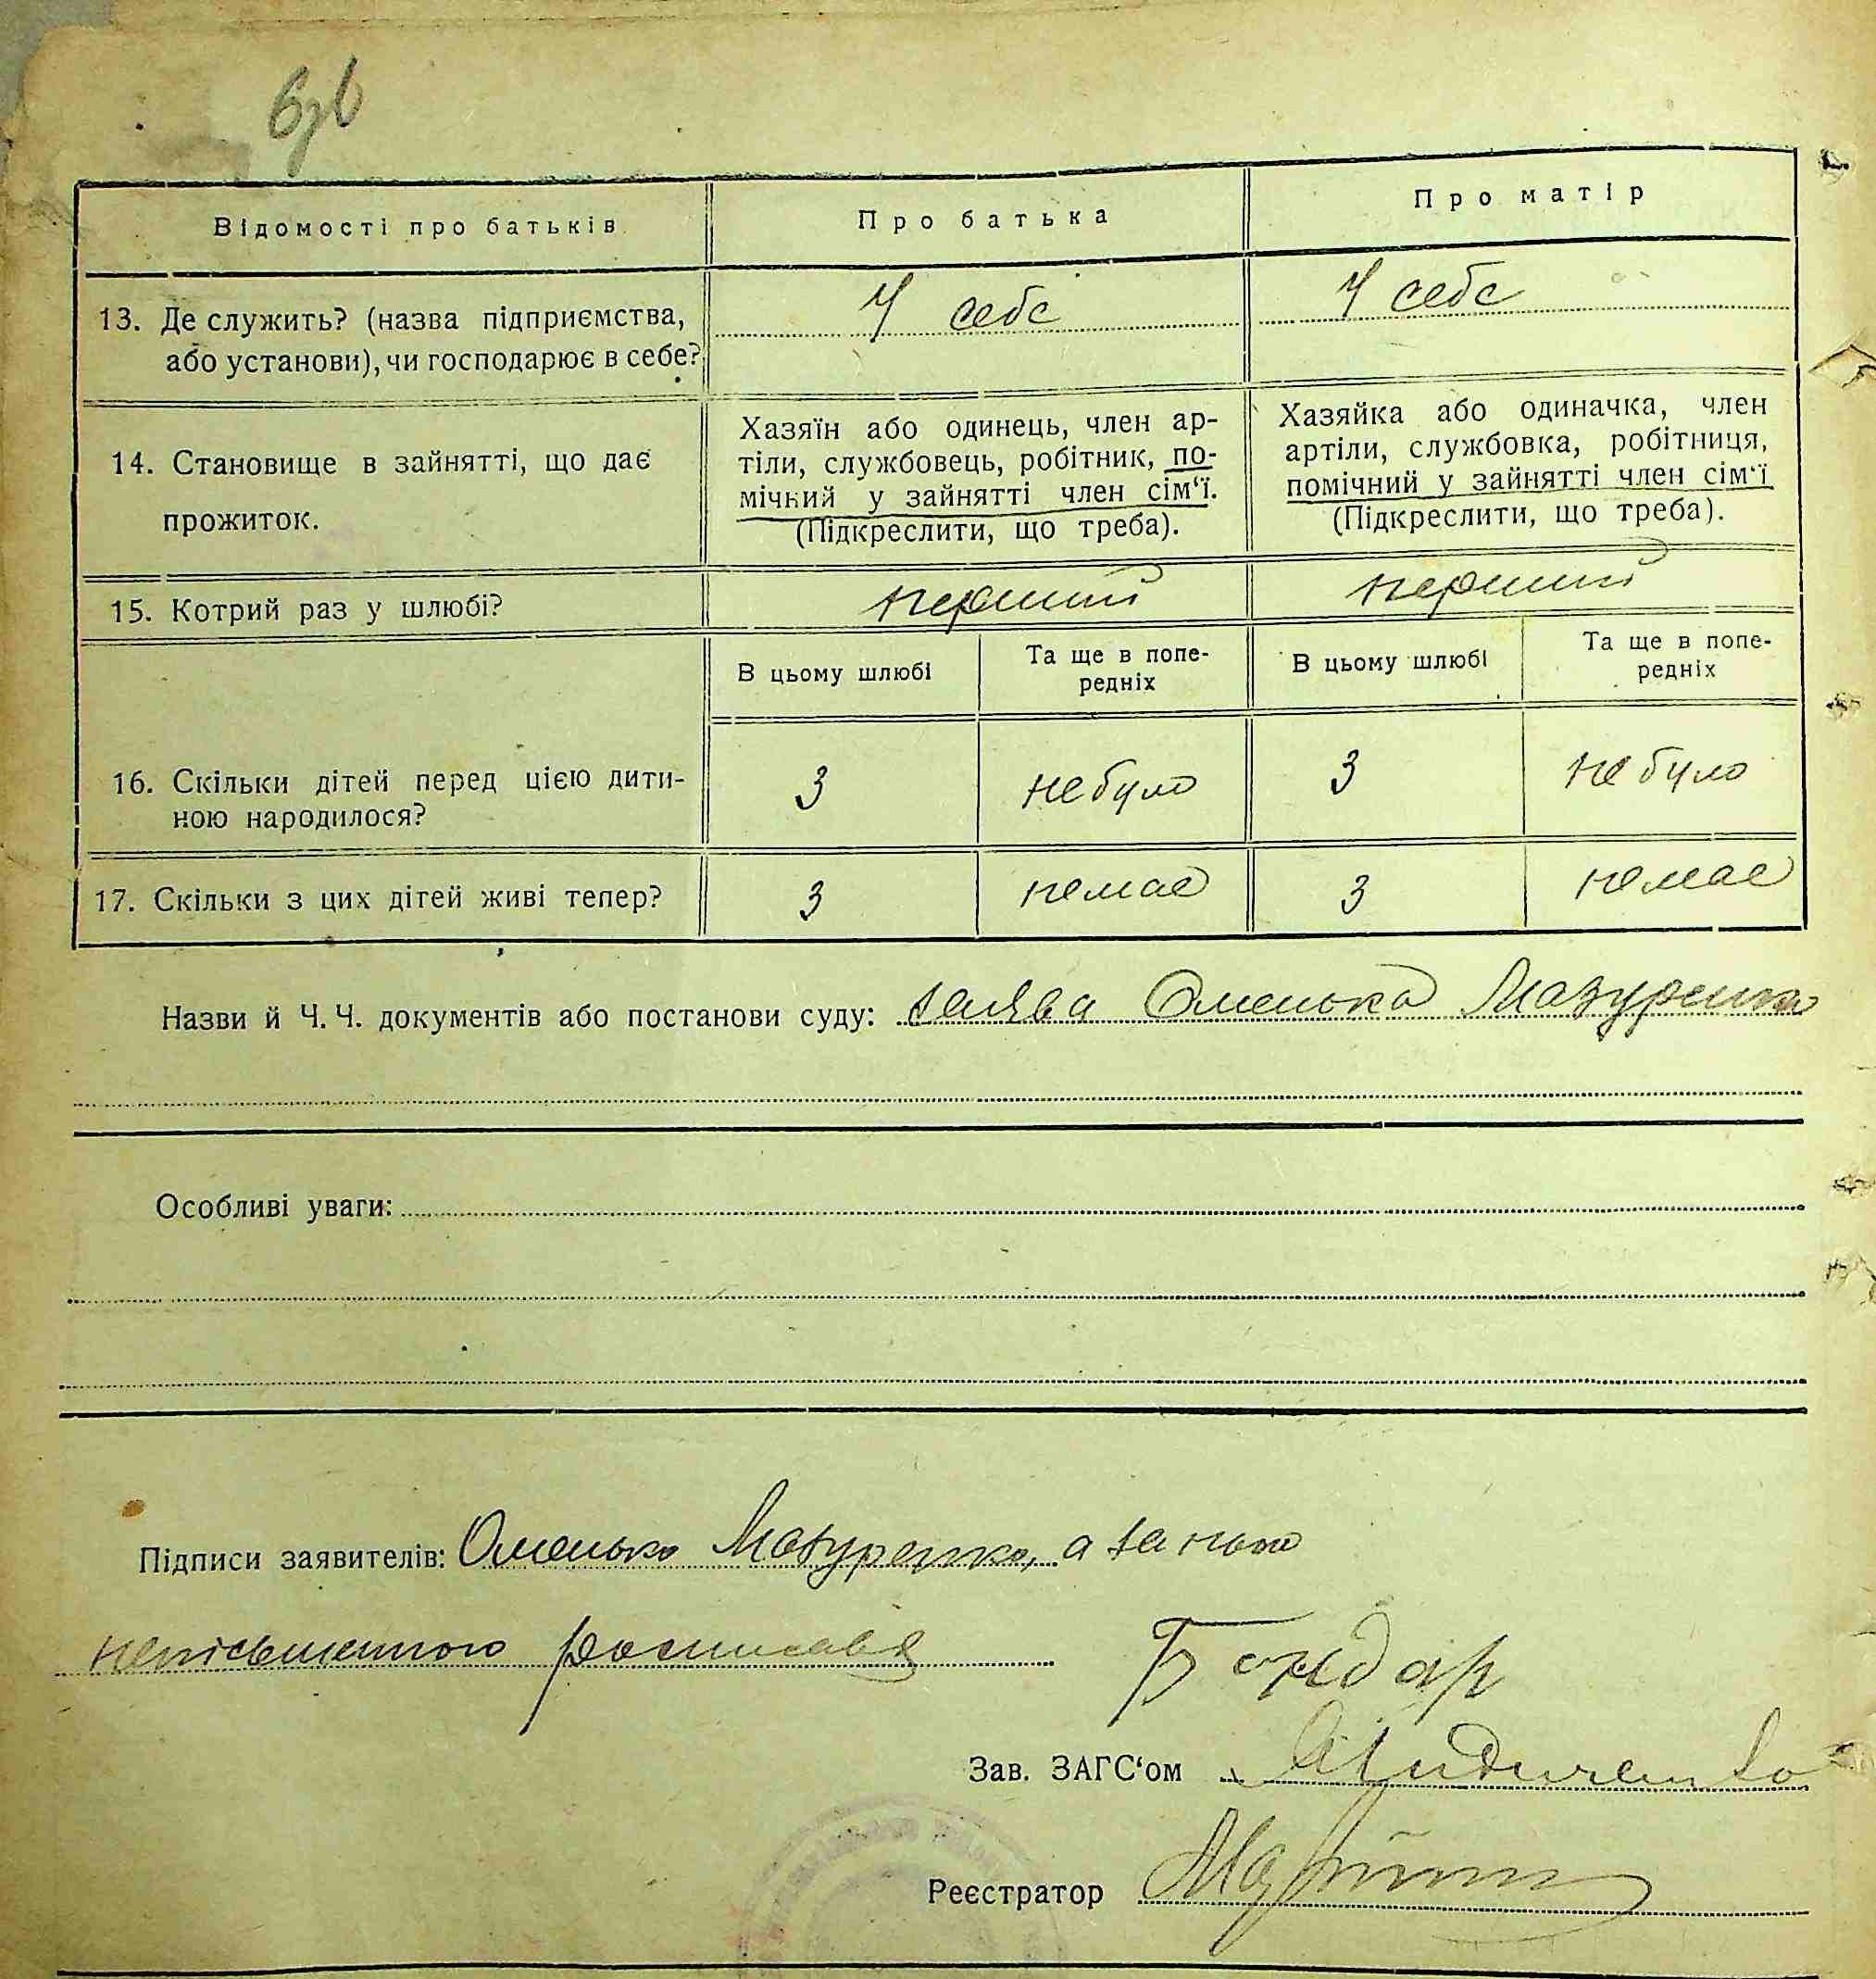 6зв
Відомості про батьків
Про батька
Про матір
13. Де служить? (назва підприємства,
або установи), чи господарює в себе?
У себе
У себе
14. Становище в зайнятті, що дає
прожиток.
Хазяїн або одинець, член ар-
тіли, службовець, робітник, по-
мічний у зайнятті член сім‘ї.
(Підкреслити, що треба).
Хазяйка або одиначка, член
артіли, службовка, робітниця,
помічний у зайнятті член сім‘ї
(Підкреслити, що треба).
15. Котрий раз у шлюбі?
перший
перший
В цьому шлюбі
Та ще в попе-
редніх
В цьому шлюбі
Та ще в попе-
редніх
16. Скільки дітей перед цією дити-
ною народилося?
3
не було
3
не було
17. Скільки з цих дітей живі тепер?
3
немає
3
немає
Назви й Ч. Ч. документів або постанови суду: заява Оменька Мазуренка
Особливі уваги:
Підписи заявителів: Оменько Мазуренко, а за ньо
неписьменного росписавя
Бондар
Зав. ЗАГС‘ом
Реєстратор